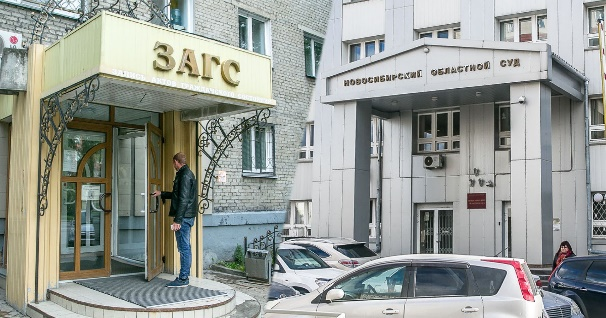 ЗАГС
НОВОСИБИРСКИЙ ОБЛАСТНОЙ СУД